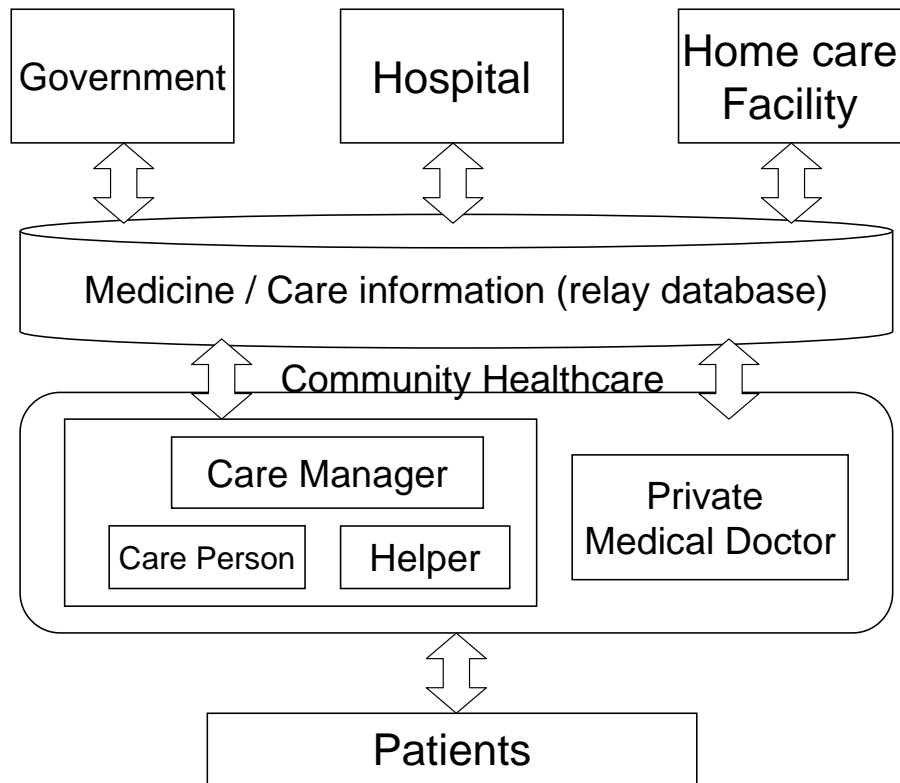 Government
Hospital
Home care
Facility
Medicine / Care information (relay database)
Community Healthcare
Care Manager
Care Person
Helper
Private
Medical Doctor
Patients